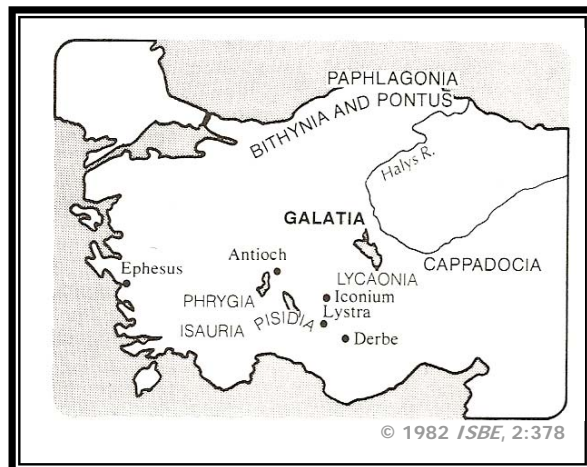 PAPHLAGONIA
BITHYNIA AND PONTUS
Halys R.
GALATIA
Antioch
Ephesus
LYCAONIA
CAPPADOCIA
PHRYGIA
Iconium
PISIDIA
Lystra
ISAURIA
Derbe
© 1982 ISBE, 2:378